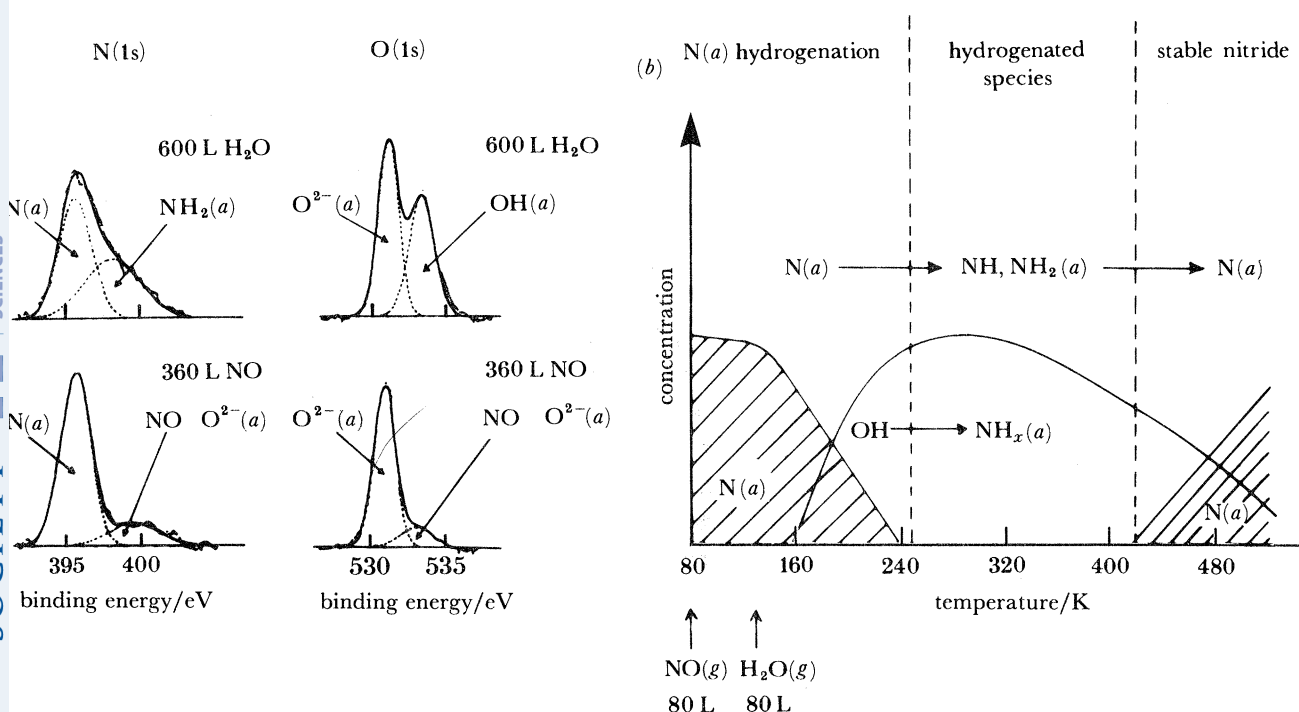 N(1s)
O(1s)
600 L H₂O
N(a)
NH₂(a)
600 L H₂O
O²⁻(a)
OH(a)
360 L NO
N(a)
NO O²⁻(a)
360 L NO
O²⁻(a)
NO O²⁻(a)
395 400
530 535
binding energy/eV
binding energy/eV
(b)
N(a) hydrogenation
hydrogenated
species
stable nitride
concentration
N(a)
NH, NH₂(a)
N(a)
OH
NHₓ(a)
N(a)
N(a)
80 160 240 320 400 480
temperature/K
NO(g) H₂O(g)
80 L 80 L
SOCIETY